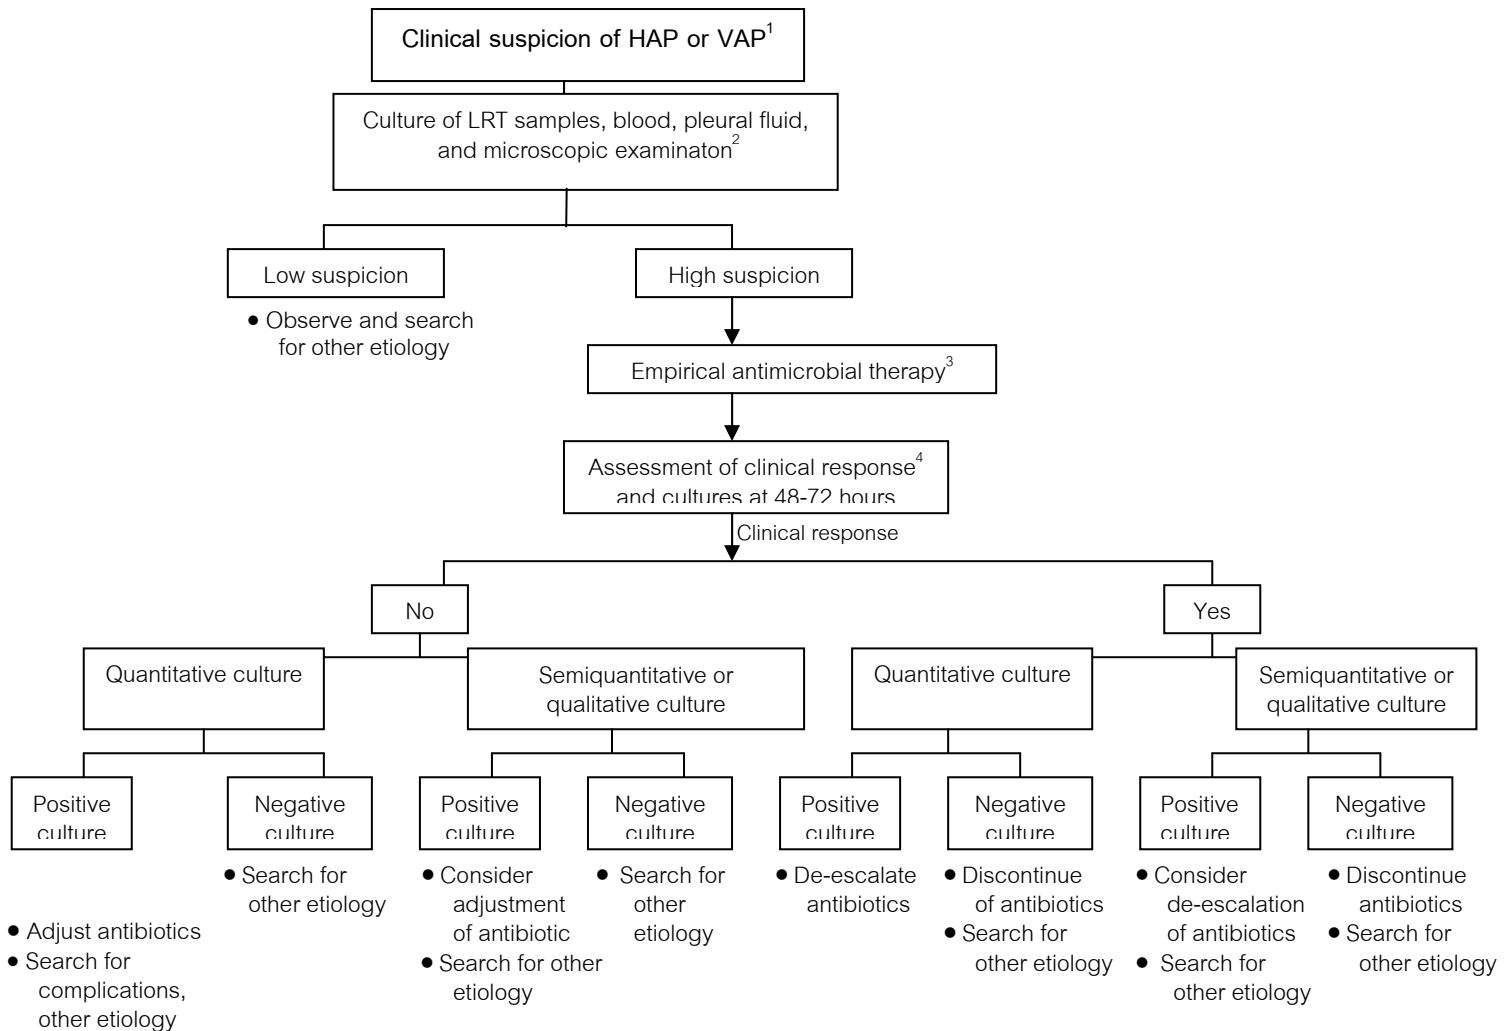 Clinical suspicion of HAP or VAP1
Culture of LRT samples, blood, pleural fluid,
and microscopic examinaton2
Low suspicion
High suspicion
● Observe and search
for other etiology
Empirical antimicrobial therapy3
Assessment of clinical response4
and cultures at 48-72 hours
Clinical response
No
Yes
Quantitative culture
Semiquantitative or
qualitative culture
Quantitative culture
Semiquantitative or
qualitative culture
Positive
culture
Negative
culture
Positive
culture
Negative
culture
Positive
culture
Negative
culture
Positive
culture
Negative
culture
● Adjust antibiotics
● Search for
complications,
other etiology
● Search for
other etiology
● Consider
adjustment
of antibiotic
● Search for other
etiology
● Search for
other
etiology
● De-escalate
antibiotics
● Discontinue
of antibiotics
● Search for
other etiology
● Consider
de-escalation
of antibiotics
● Search for
other etiology
● Discontinue
antibiotics
● Search for
other etiology